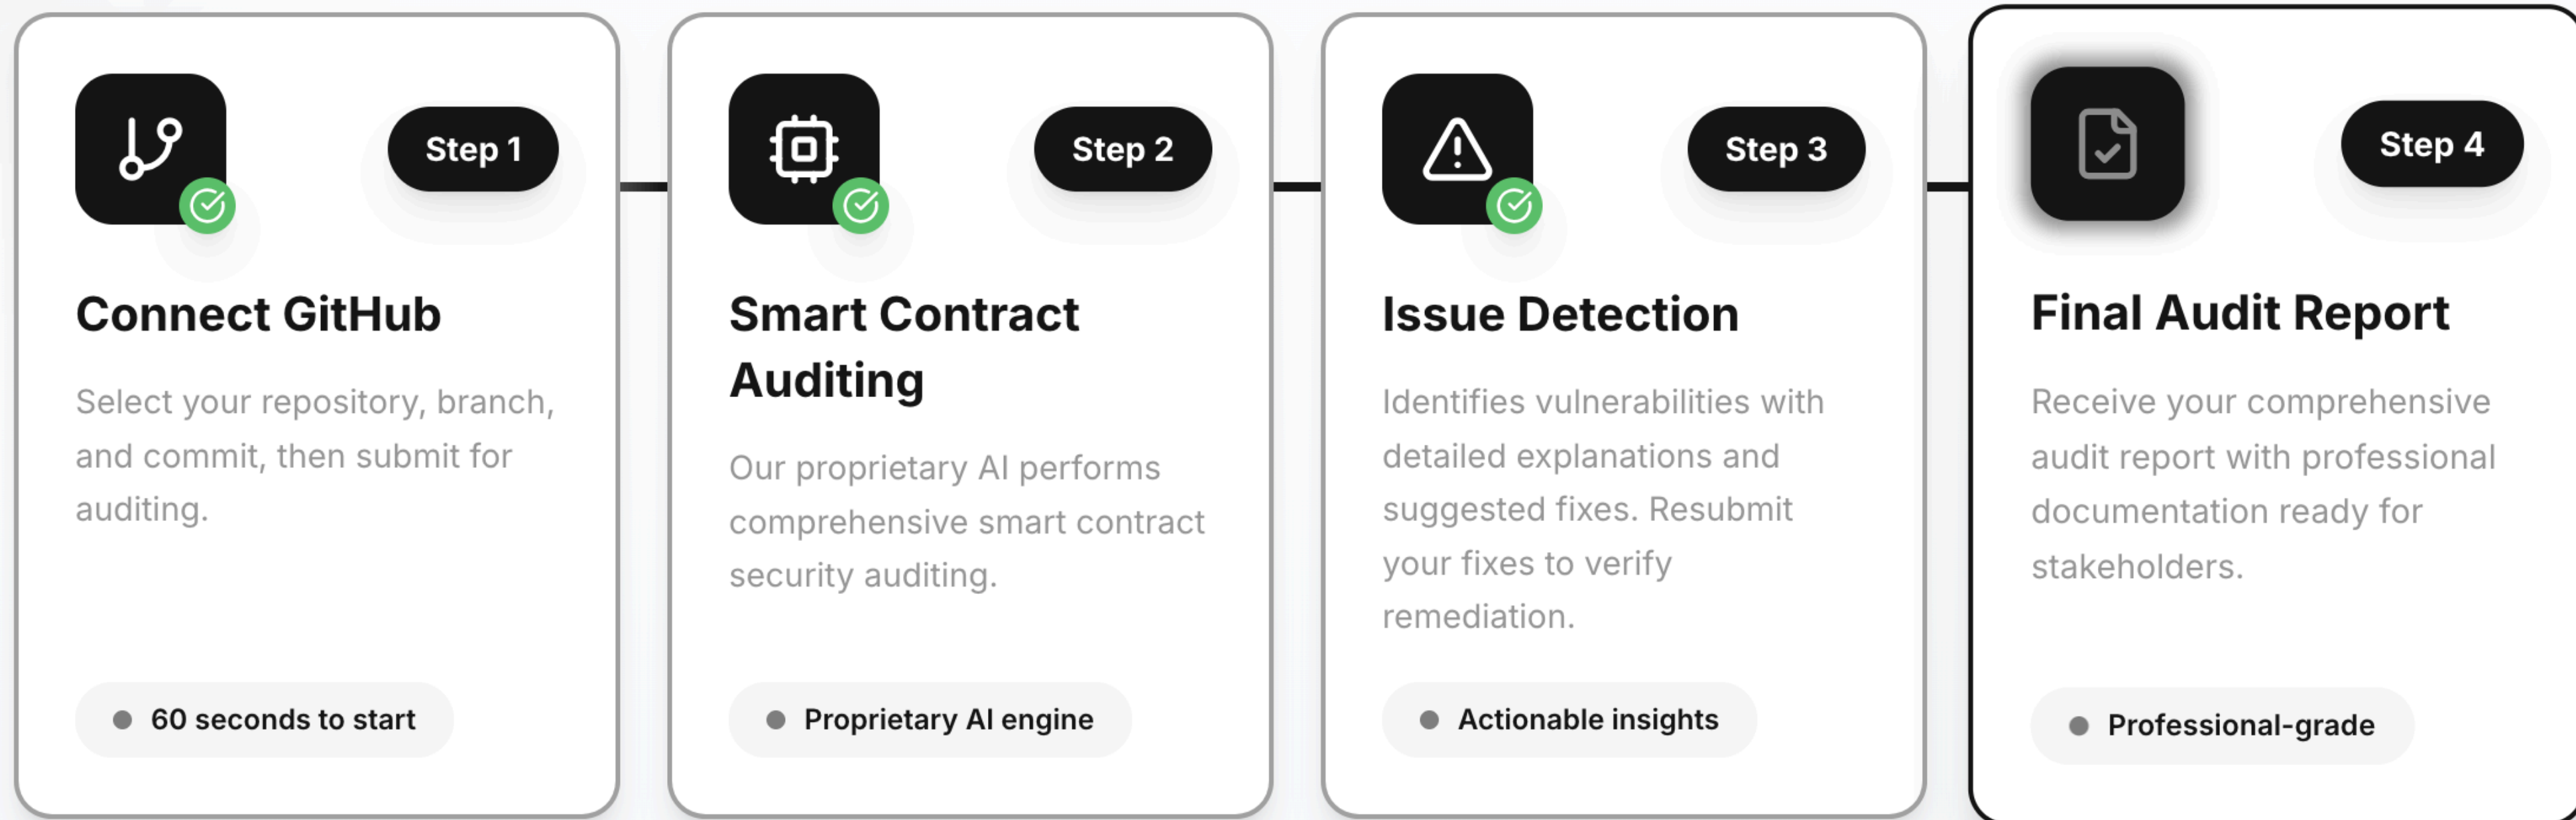 Step 1
Connect GitHub
Select your repository, branch,
and commit, then submit for
auditing.
60 seconds to start
Step 2
Smart Contract
Auditing
Our proprietary AI performs
comprehensive smart contract
security auditing.
Proprietary AI engine
Step 3
Issue Detection
Identifies vulnerabilities with
detailed explanations and
suggested fixes. Resubmit
your fixes to verify
remediation.
Actionable insights
Step 4
Final Audit Report
Receive your comprehensive
audit report with professional
documentation ready for
stakeholders.
Professional-grade